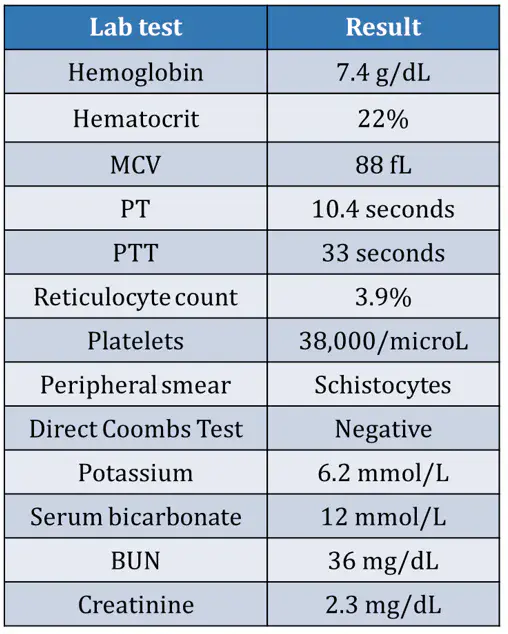 Lab test Result
Hemoglobin 7.4 g/dL
Hematocrit 22%
MCV 88 fL
PT 10.4 seconds
PTT 33 seconds
Reticulocyte count 3.9%
Platelets 38,000/microL
Peripheral smear Schistocytes
Direct Coombs Test Negative
Potassium 6.2 mmol/L
Serum bicarbonate 12 mmol/L
BUN 36 mg/dL
Creatinine 2.3 mg/dL